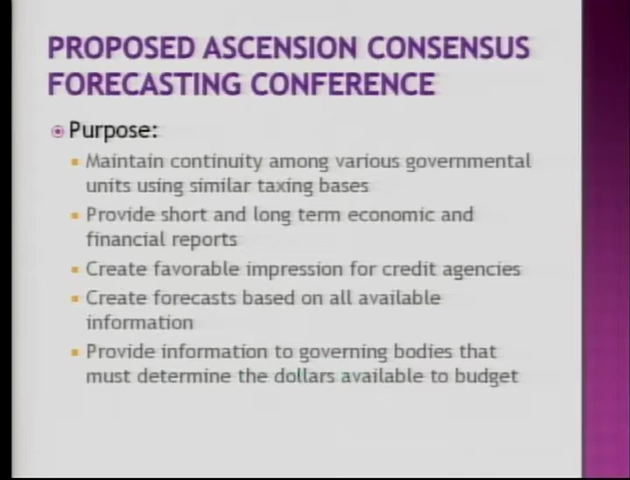 PROPOSED ASCENSION CONSENSUS
FORECASTING CONFERENCE
Purpose:
Maintain continuity among various governmental
units using similar taxing bases
Provide short and long term economic and
financial reports
Create favorable impression for credit agencies
Create forecasts based on all available
information
Provide information to governing bodies that
must determine the dollars available to budget